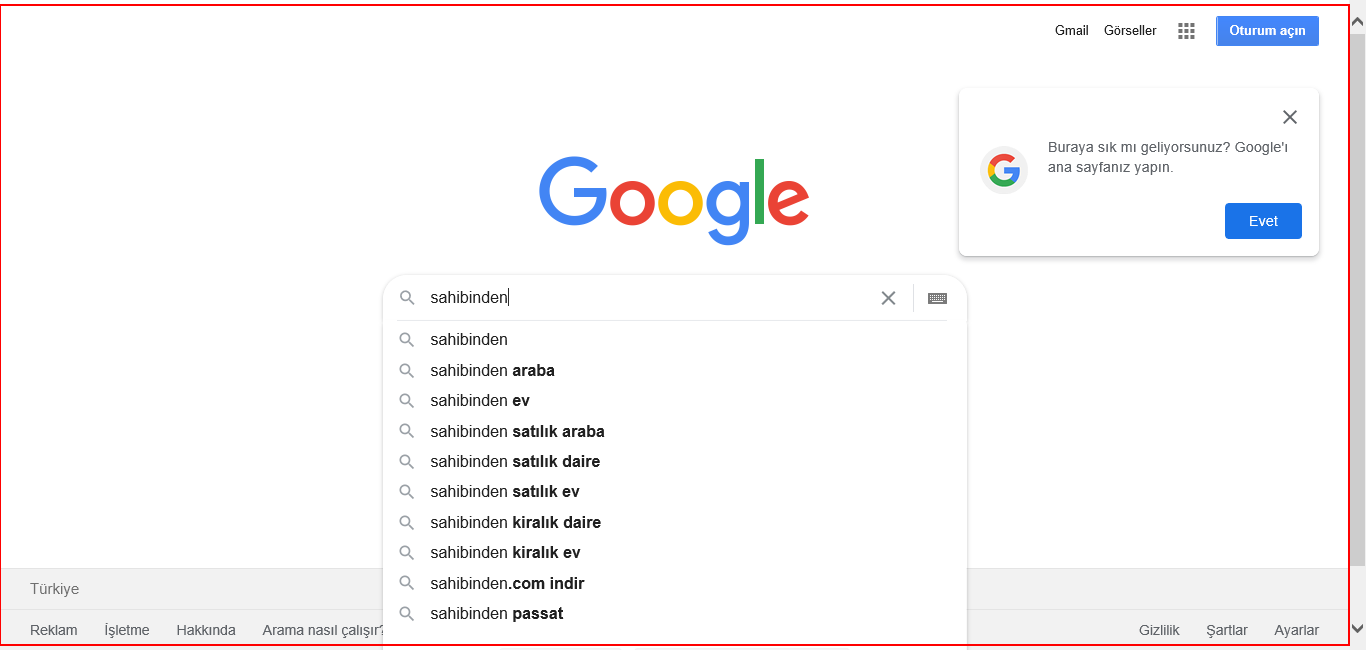 Gmail Görseller Oturum açın
Buraya sık mı geliyorsunuz? Google'ı
ana sayfanız yapın.
Evet
Google
sahibinden
sahibinden
sahibinden araba
sahibinden ev
sahibinden satılık araba
sahibinden satılık daire
sahibinden satılık ev
sahibinden kiralık daire
sahibinden kiralık ev
sahibinden.com indir
sahibinden passat
Türkiye
Reklam İşletme Hakkında Arama nasıl çalışır? Gizlilik Şartlar Ayarlar